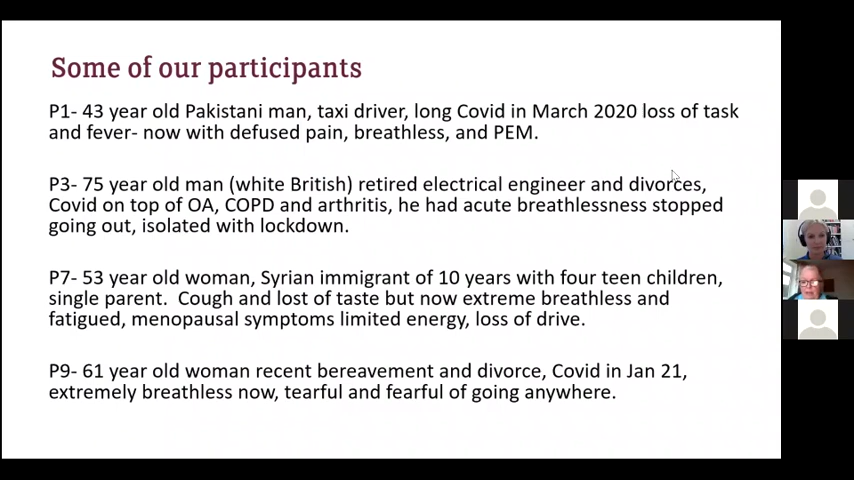 Some of our participants
P1- 43 year old Pakistani man, taxi driver, long Covid in March 2020 loss of task
and fever- now with defused pain, breathless, and PEM.
P3- 75 year old man (white British) retired electrical engineer and divorces,
Covid on top of OA, COPD and arthritis, he had acute breathlessness stopped
going out, isolated with lockdown.
P7- 53 year old woman, Syrian immigrant of 10 years with four teen children,
single parent.  Cough and lost of taste but now extreme breathless and
fatigued, menopausal symptoms limited energy, loss of drive.
P9- 61 year old woman recent bereavement and divorce, Covid in Jan 21,
extremely breathless now, tearful and fearful of going anywhere.